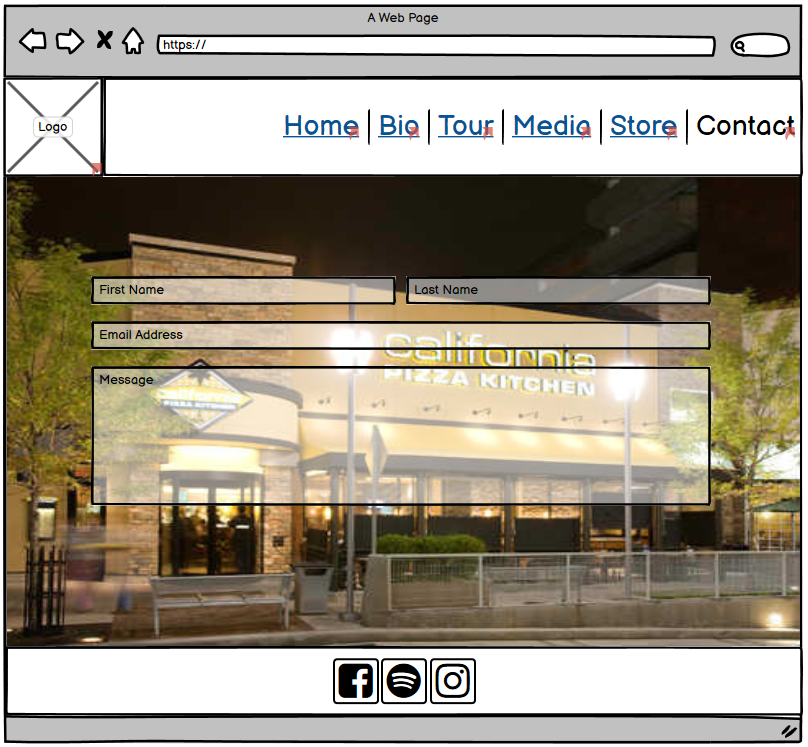 A Web Page
https://
Logo
Home | Bio | Tour | Media | Store | Contact
First Name
Last Name
Email Address
california
PIZZA KITCHEN
Message
california
PIZZA KITCHEN